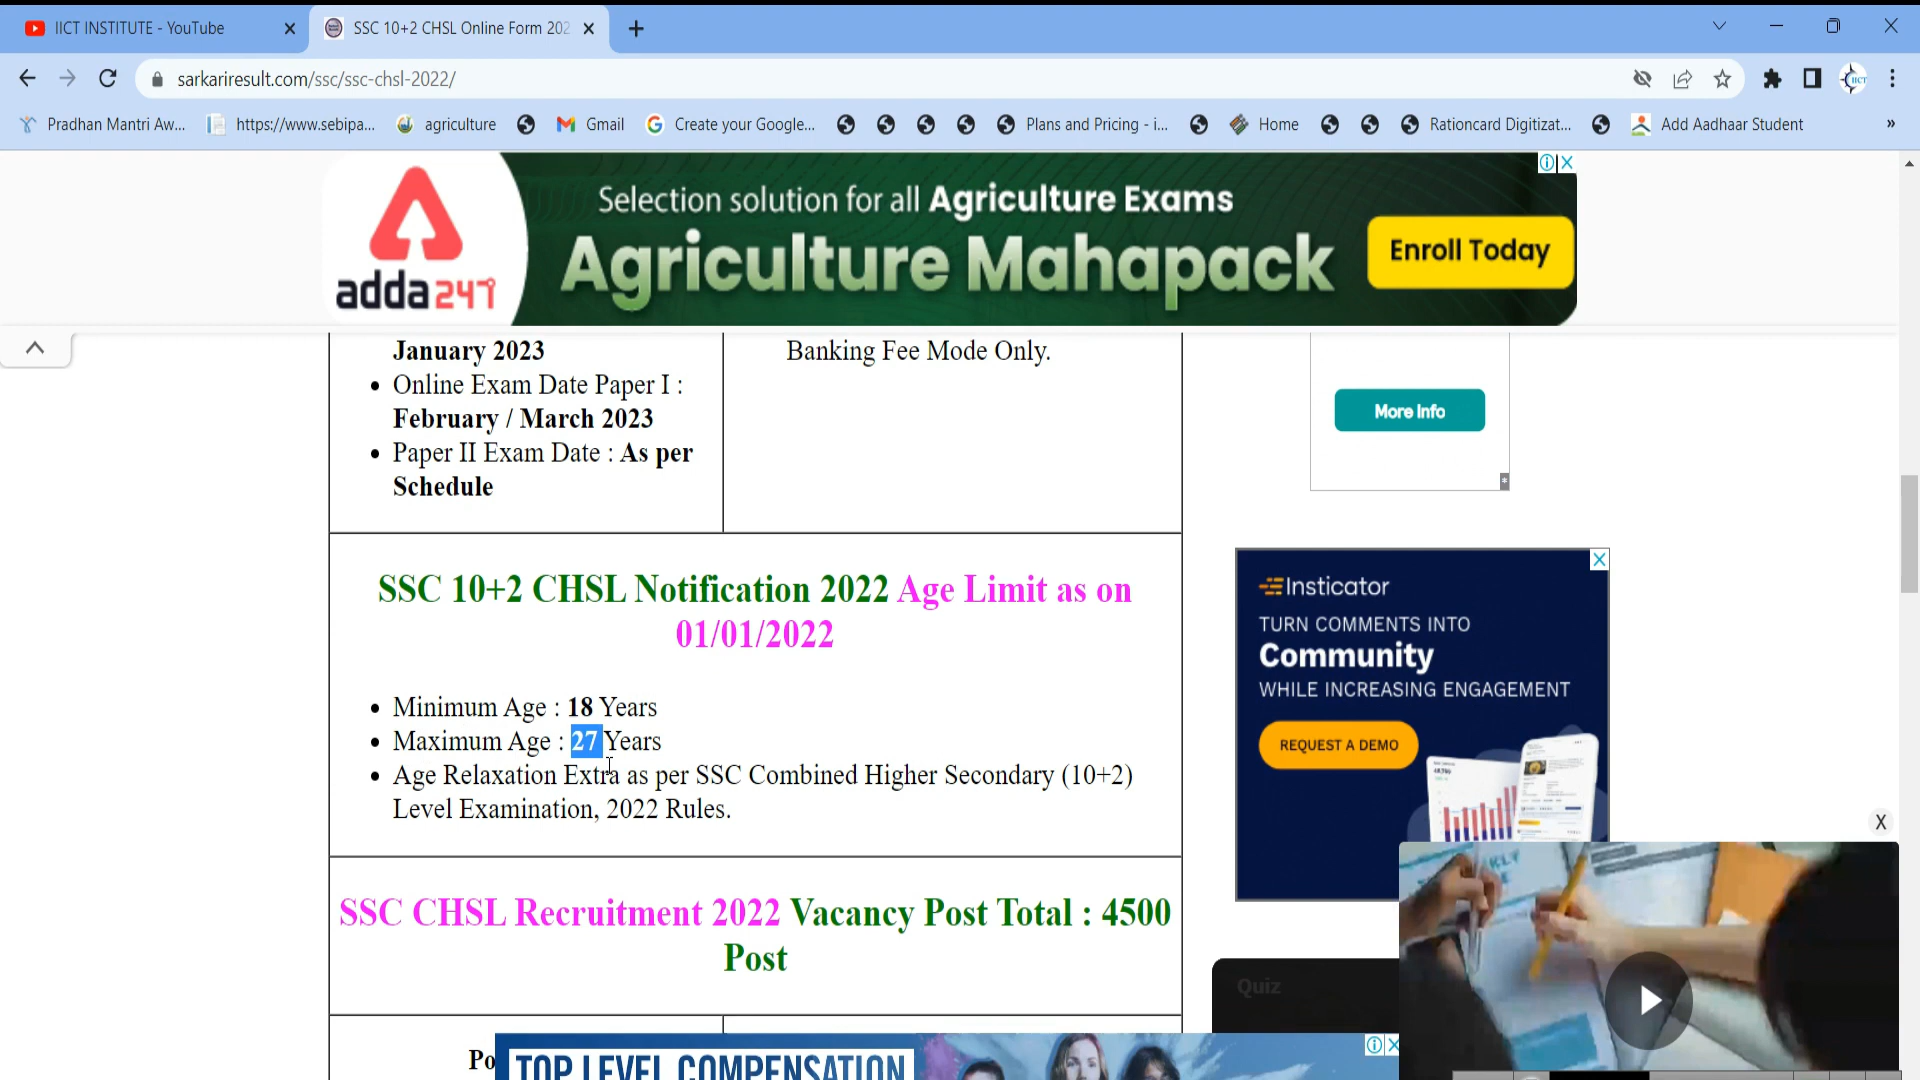 IICT INSTITUTE - YouTube
SSC 10+2 CHSL Online Form 202
sarkariresult.com/ssc/ssc-chsl-2022/
Pradhan Mantri Aw...
https://www.sebipa...
agriculture
Gmail
Create your Google...
Plans and Pricing - i...
Home
Rationcard Digitizat...
Add Aadhaar Student
»
Selection solution for all Agriculture Exams
Agriculture Mahapack
Enroll Today
adda247
January 2023
Online Exam Date Paper I :
February / March 2023
Paper II Exam Date : As per
Schedule
Banking Fee Mode Only.
More Info
SSC 10+2 CHSL Notification 2022 Age Limit as on
01/01/2022
Minimum Age : 18 Years
Maximum Age : 27 Years
Age Relaxation Extra as per SSC Combined Higher Secondary (10+2)
Level Examination, 2022 Rules.
Insticator
TURN COMMENTS INTO
Community
WHILE INCREASING ENGAGEMENT
REQUEST A DEMO
X
SSC CHSL Recruitment 2022 Vacancy Post Total : 4500
Post
Quiz
Po
TOP LEVEL COMPENSATION